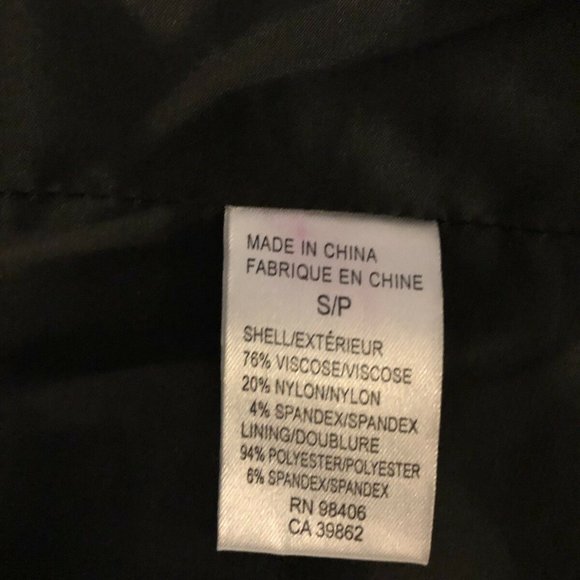 MADE IN CHINA
FABRIQUE EN CHINE
S/P
SHELL/EXTÉRIEUR
76% VISCOSE/VISCOSE
20% NYLON/NYLON
4% SPANDEX/SPANDEX
LINING/DOUBLURE
94% POLYESTER/POLYESTER
6% SPANDEX/SPANDEX
RN 98406
CA 39862